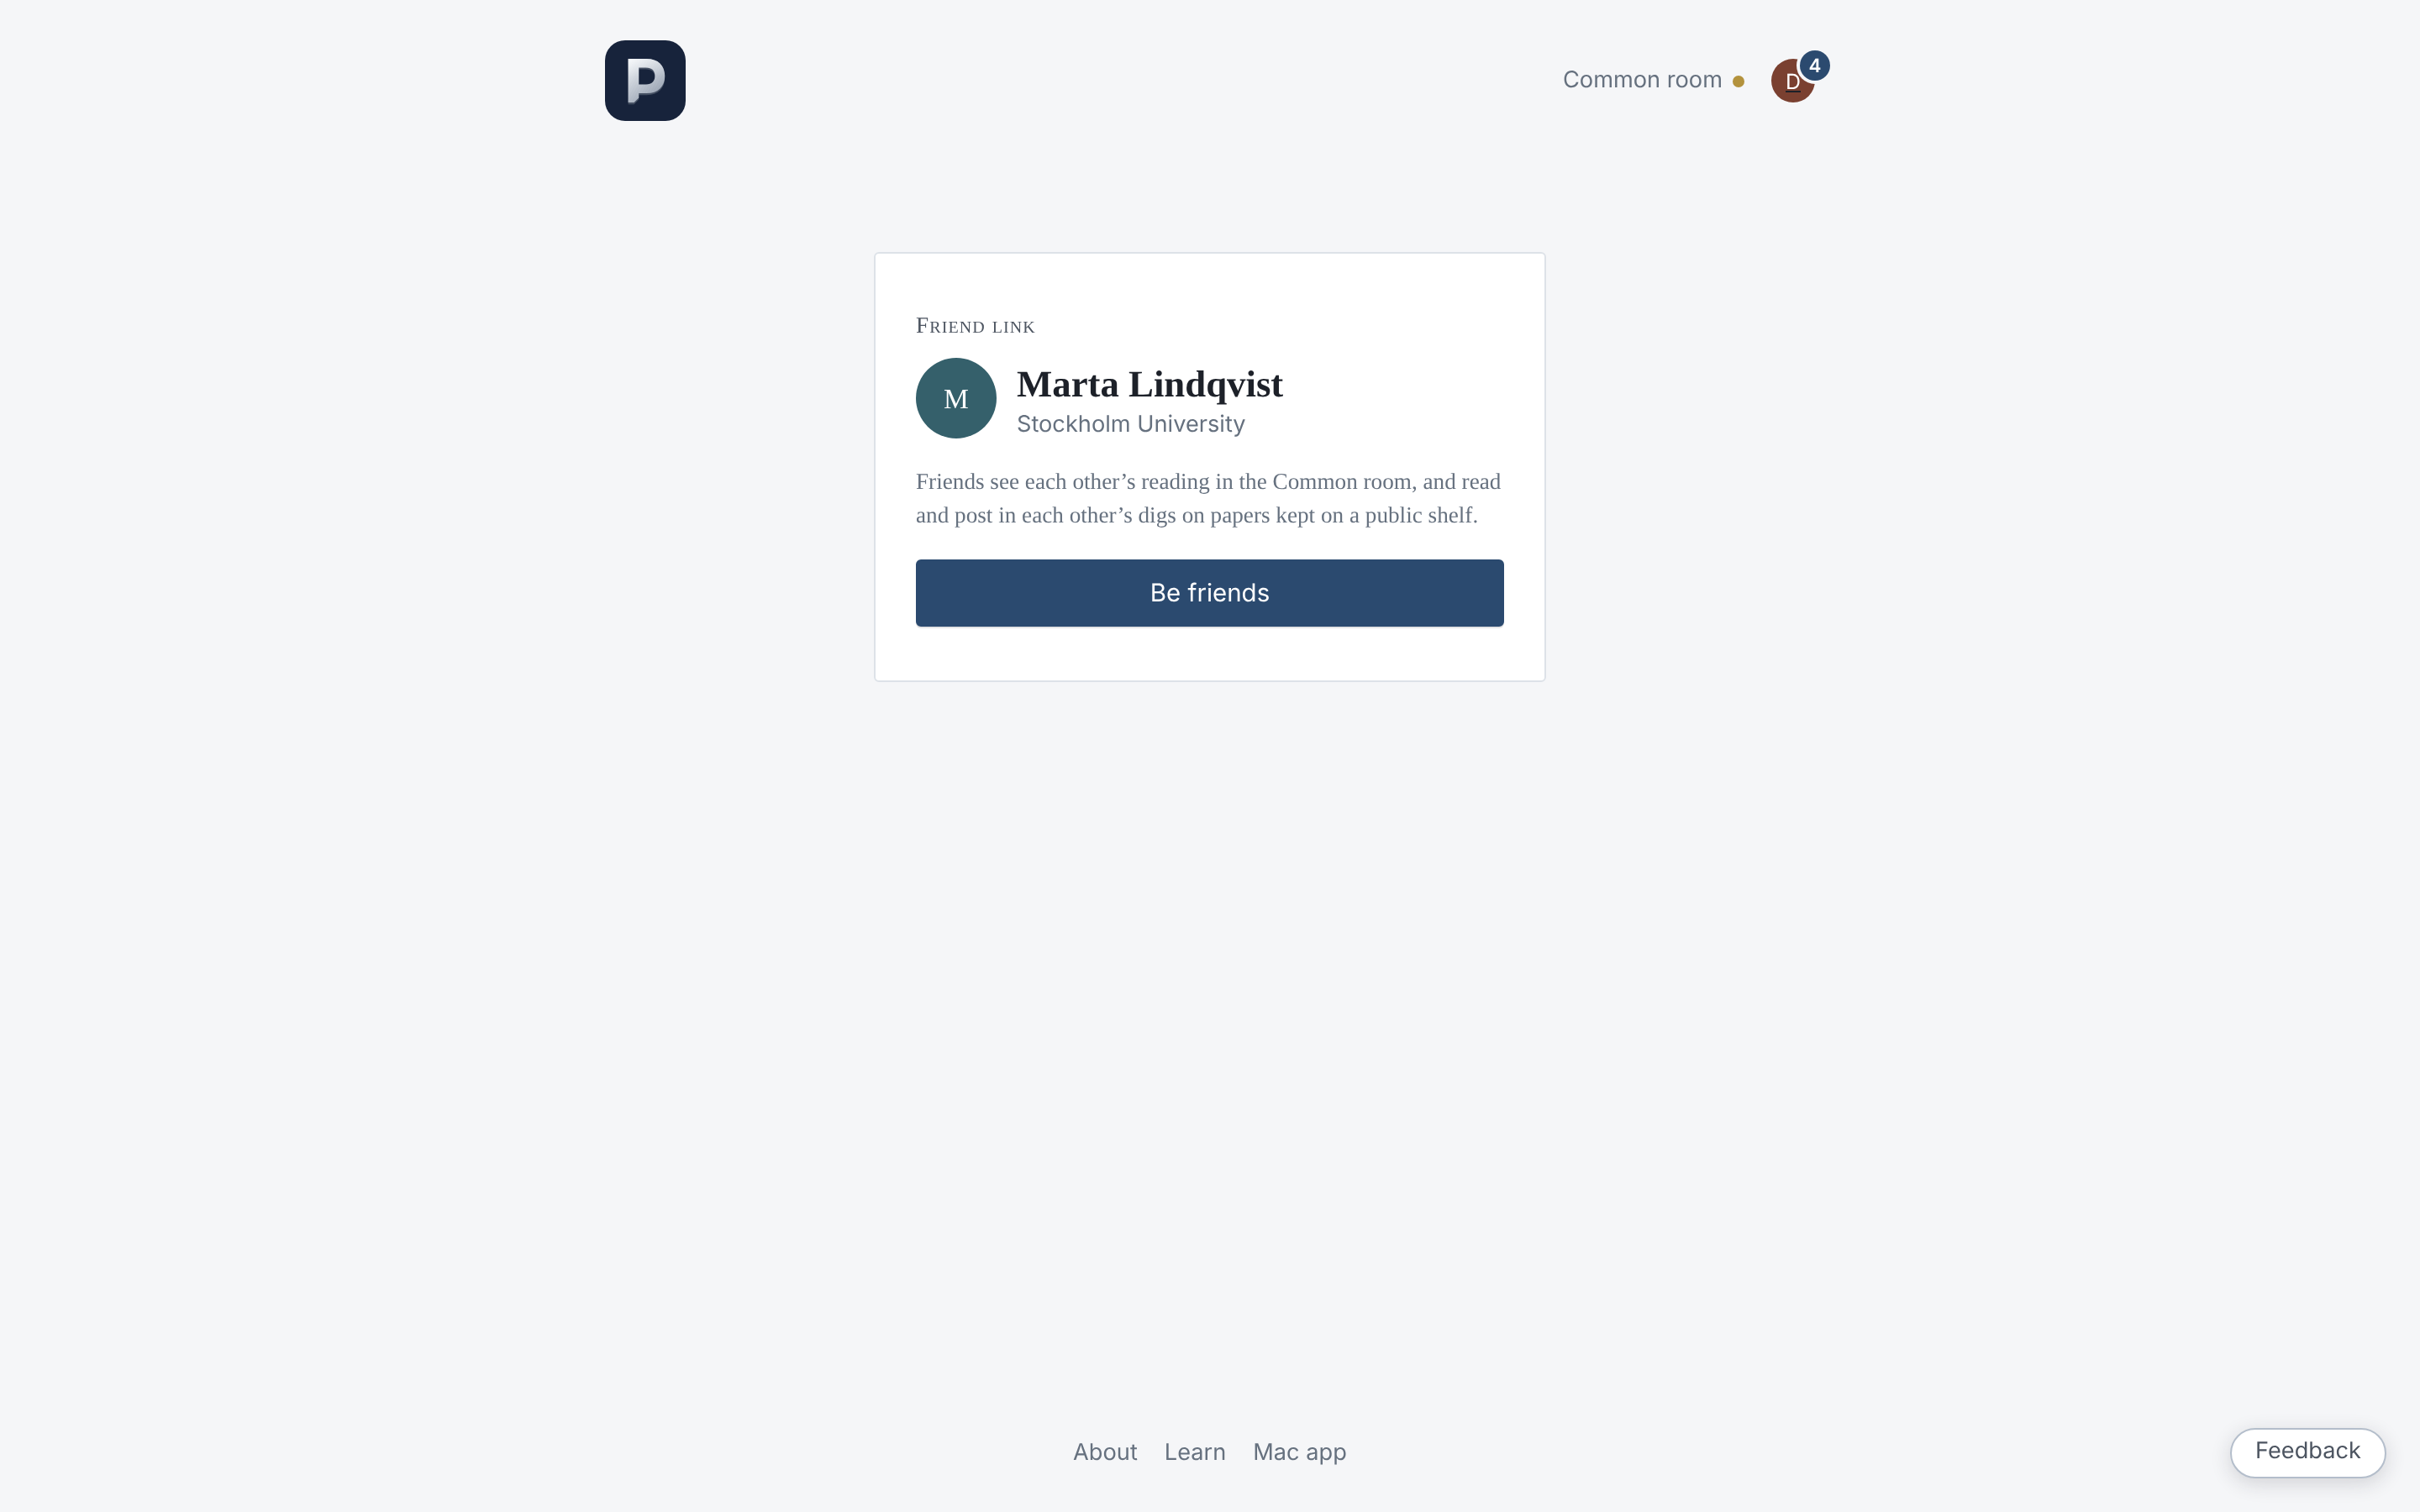 P
Common room
D
4
Friend link
M
Marta Lindqvist
Stockholm University
Friends see each other’s reading in the Common room, and read
and post in each other’s digs on papers kept on a public shelf.
Be friends
About
Learn
Mac app
Feedback